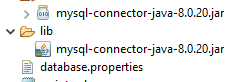 mysql-connector-java-8.0.20.jar
lib
mysql-connector-java-8.0.20.jar
database.properties